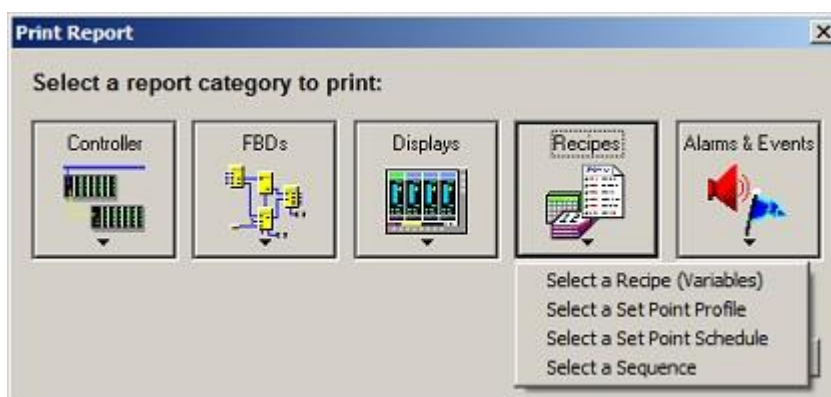 Print Report
Select a report category to print:
Controller
FBDs
Displays
Recipes
Alarms & Events
Select a Recipe (Variables)
Select a Set Point Profile
Select a Set Point Schedule
Select a Sequence